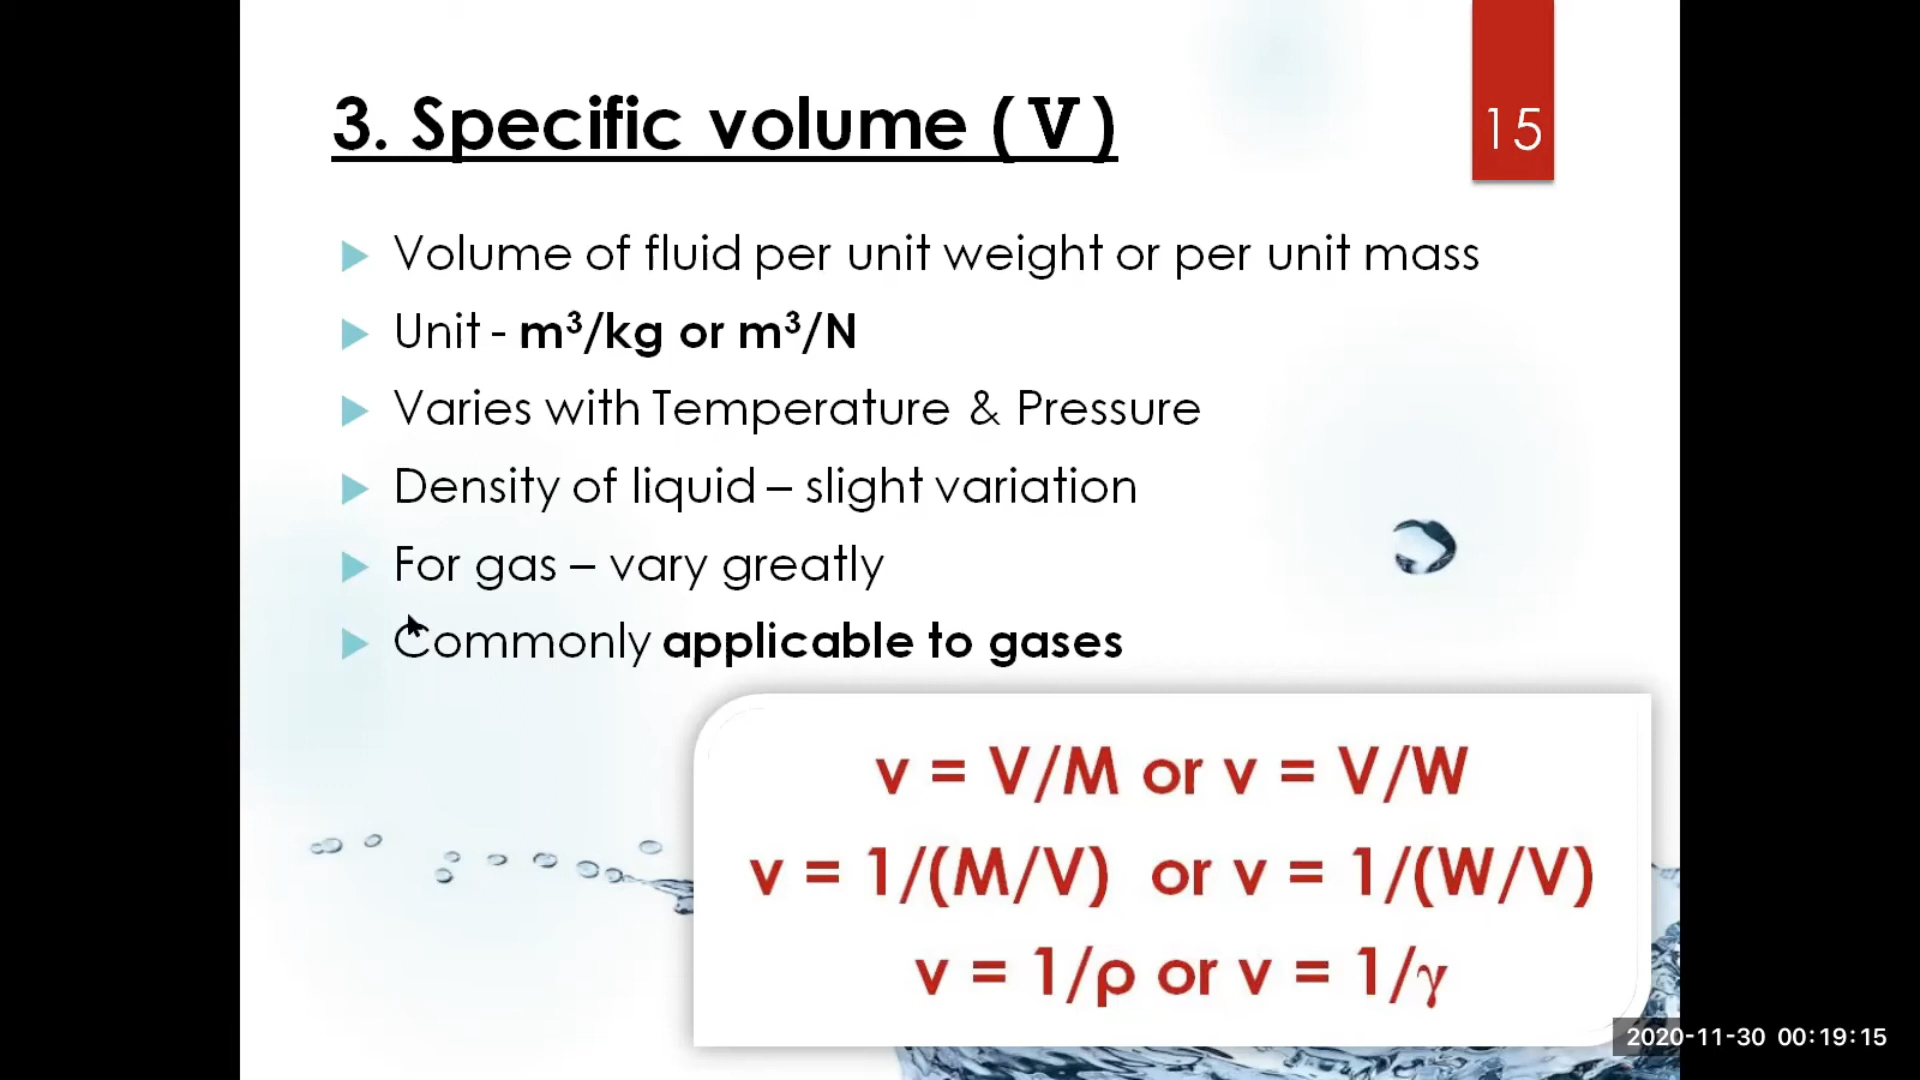 3. Specific volume (V)
15
Volume of fluid per unit weight or per unit mass
Unit - m³/kg or m³/N
Varies with Temperature & Pressure
Density of liquid – slight variation
For gas – vary greatly
Commonly applicable to gases
v = V/M or v = V/W
v = 1/(M/V) or v = 1/(W/V)
v = 1/ρ or v = 1/γ
2020-11-30 00:19:15